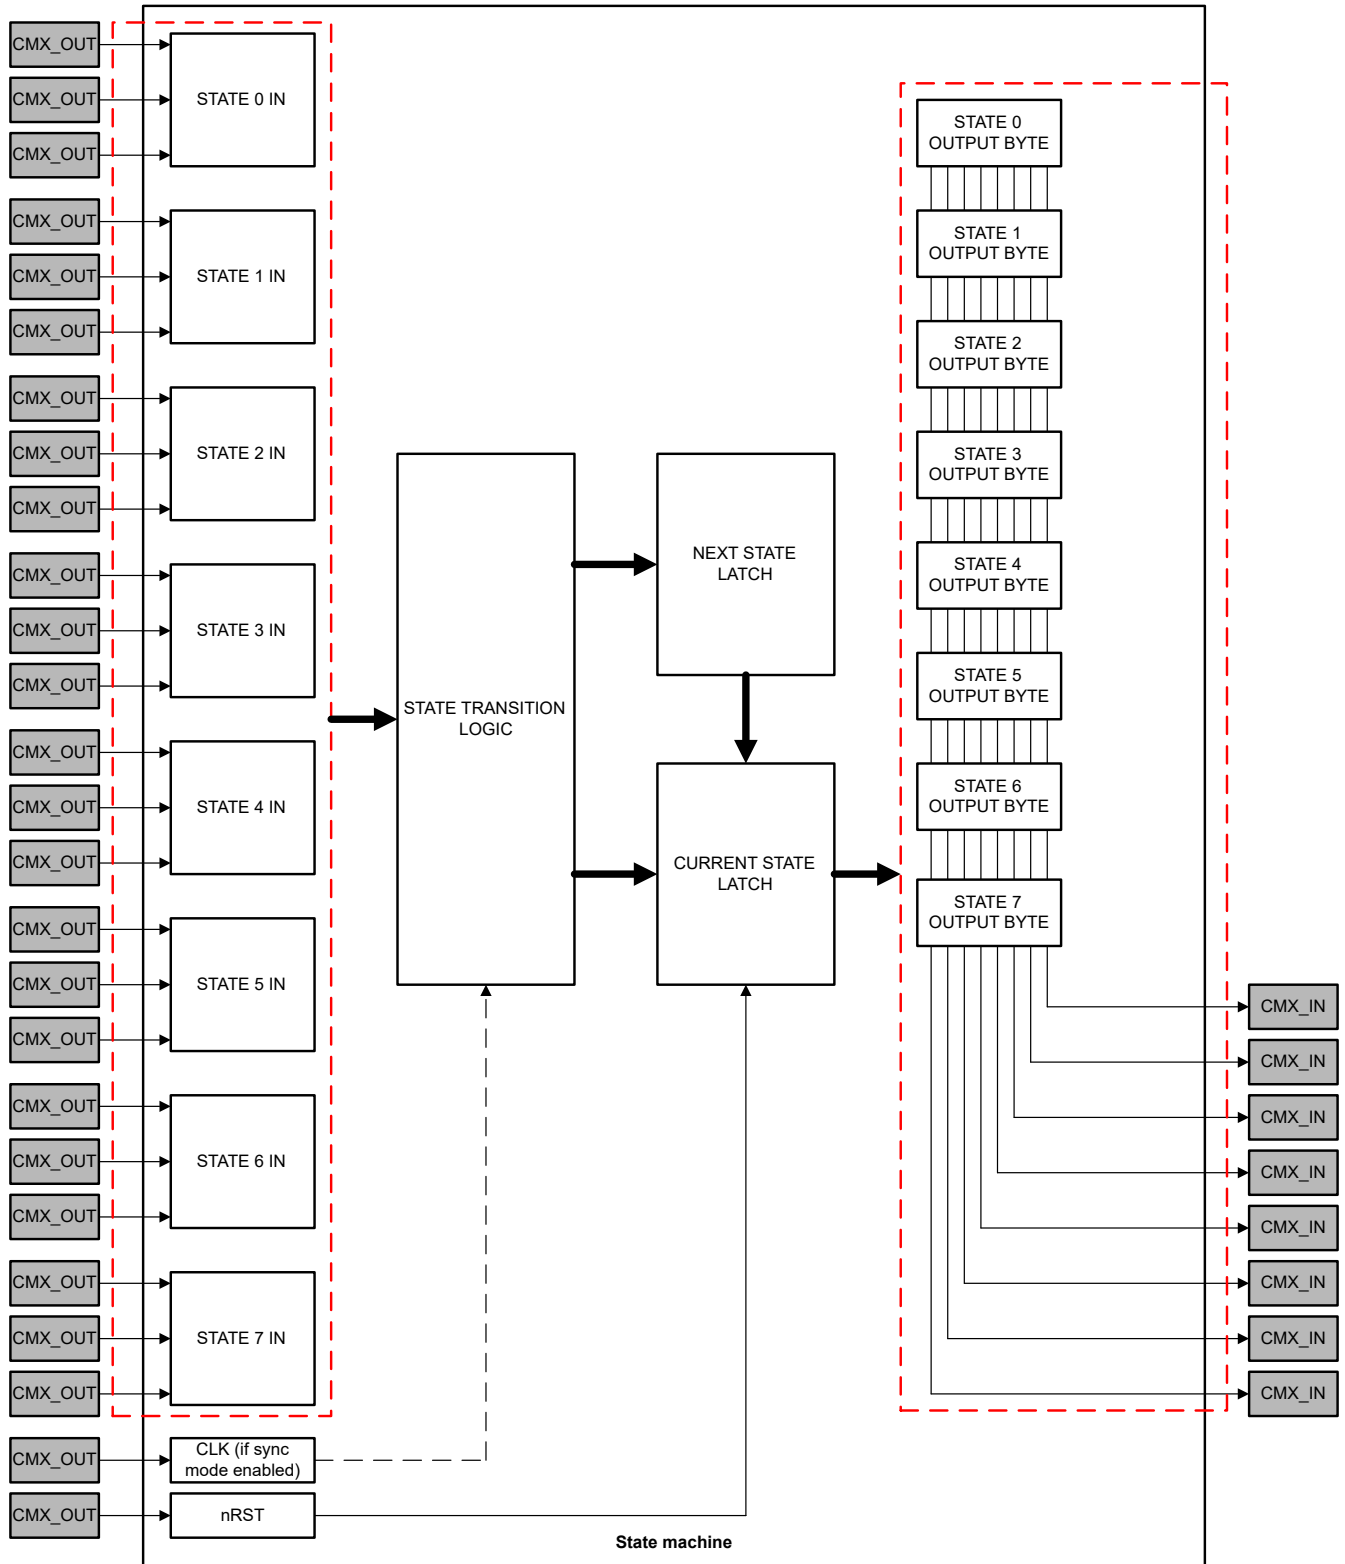 CMX_OUT
CMX_OUT
CMX_OUT
STATE 0 IN
CMX_OUT
CMX_OUT
CMX_OUT
STATE 1 IN
CMX_OUT
CMX_OUT
CMX_OUT
STATE 2 IN
CMX_OUT
CMX_OUT
CMX_OUT
STATE 3 IN
CMX_OUT
CMX_OUT
CMX_OUT
STATE 4 IN
CMX_OUT
CMX_OUT
CMX_OUT
STATE 5 IN
CMX_OUT
CMX_OUT
CMX_OUT
STATE 6 IN
CMX_OUT
CMX_OUT
CMX_OUT
STATE 7 IN
CMX_OUT
CLK (if sync
mode enabled)
CMX_OUT
nRST
STATE TRANSITION
LOGIC
NEXT STATE
LATCH
CURRENT STATE
LATCH
STATE 0
OUTPUT BYTE
STATE 1
OUTPUT BYTE
STATE 2
OUTPUT BYTE
STATE 3
OUTPUT BYTE
STATE 4
OUTPUT BYTE
STATE 5
OUTPUT BYTE
STATE 6
OUTPUT BYTE
STATE 7
OUTPUT BYTE
CMX_IN
CMX_IN
CMX_IN
CMX_IN
CMX_IN
CMX_IN
CMX_IN
CMX_IN
State machine